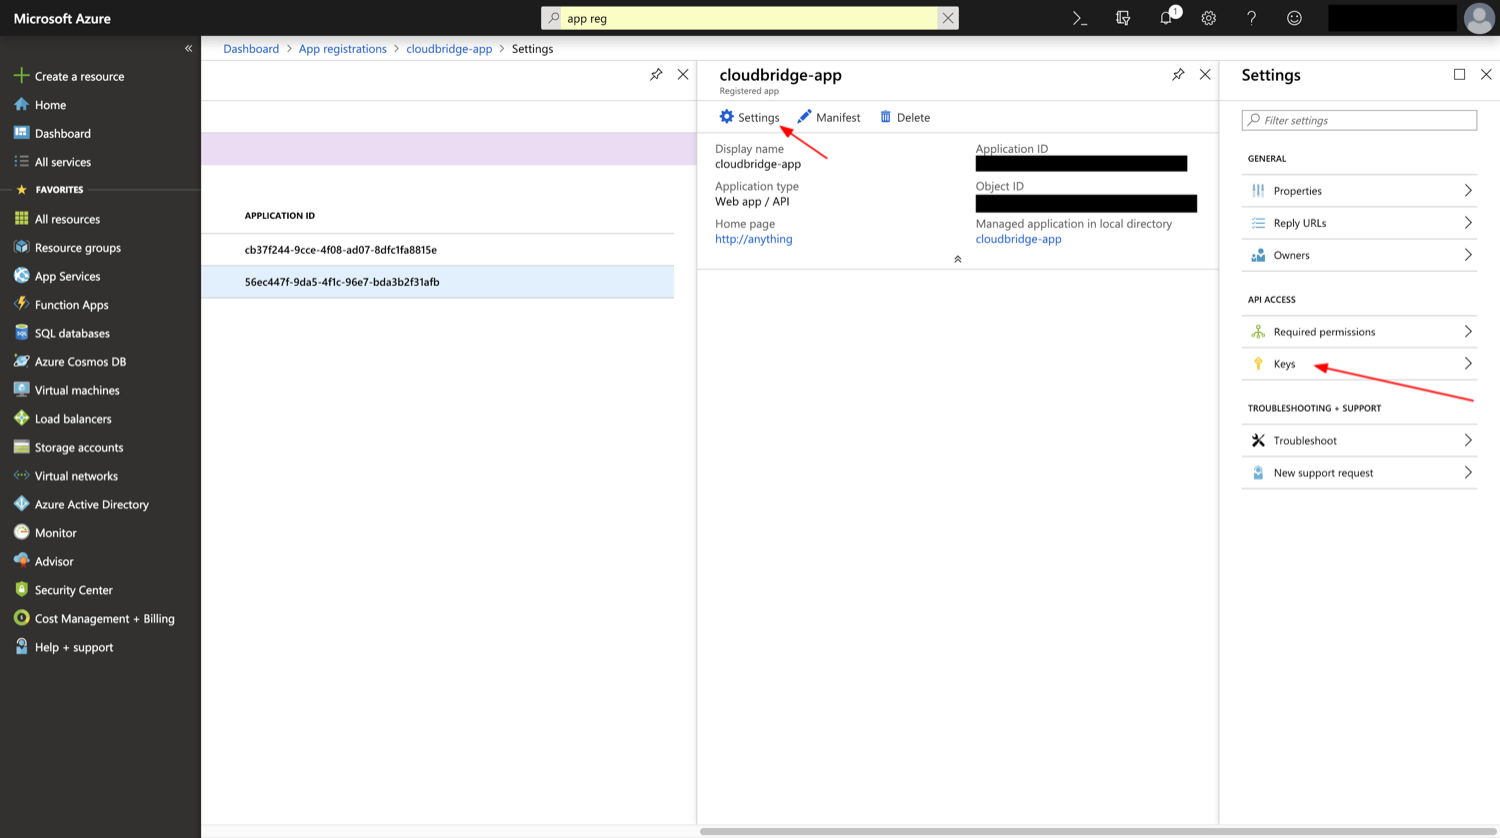 Microsoft Azure
app reg
1
Dashboard > App registrations > cloudbridge-app > Settings
Create a resource
Home
Dashboard
All services
FAVORITES
All resources
Resource groups
App Services
Function Apps
SQL databases
Azure Cosmos DB
Virtual machines
Load balancers
Storage accounts
Virtual networks
Azure Active Directory
Monitor
Advisor
Security Center
Cost Management + Billing
Help + support
APPLICATION ID
cb37f244-9cce-4f08-ad07-8dfc1fa8815e
56ec447f-9da5-4f1c-96e7-bda3b2f31afb
cloudbridge-app
Registered app
Settings
Manifest
Delete
Display name
cloudbridge-app
Application type
Web app / API
Home page
http://anything
Application ID
Object ID
Managed application in local directory
cloudbridge-app
Settings
Filter settings
GENERAL
Properties
Reply URLs
Owners
API ACCESS
Required permissions
Keys
TROUBLESHOOTING + SUPPORT
Troubleshoot
New support request